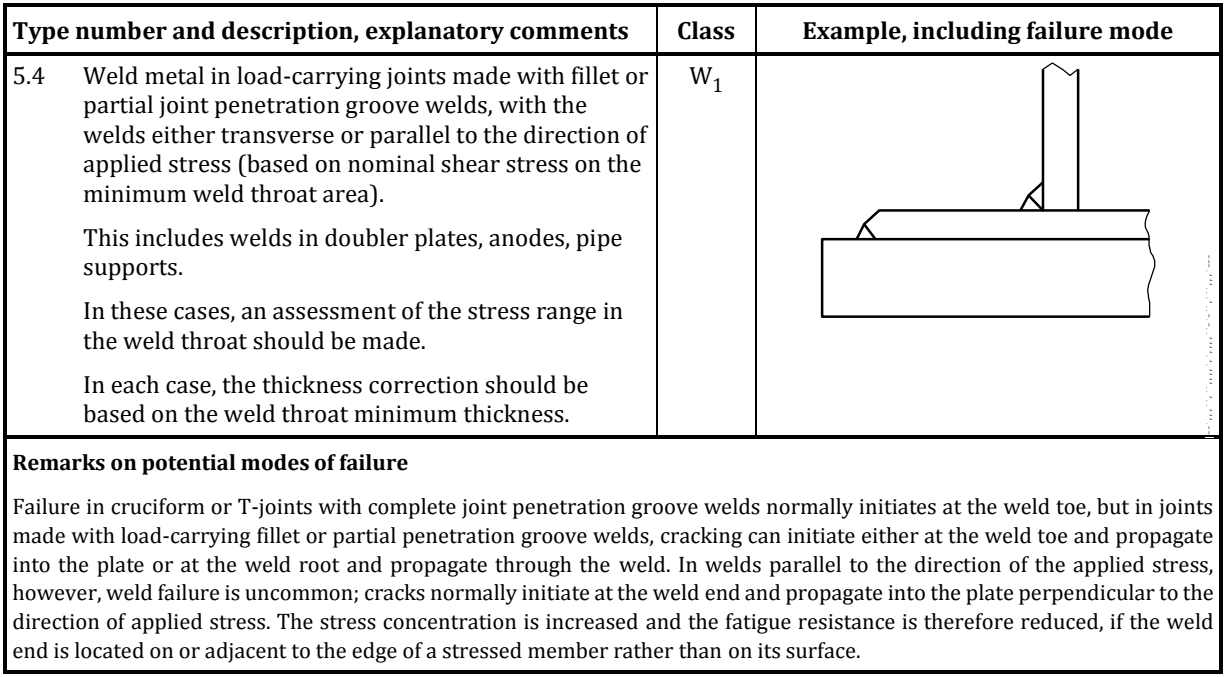 Type number and description, explanatory comments Class Example, including failure mode
5.4 Weld metal in load-carrying joints made with fillet or W1
partial joint penetration groove welds, with the
welds either transverse or parallel to the direction of
applied stress (based on nominal shear stress on the
minimum weld throat area).
This includes welds in doubler plates, anodes, pipe
supports.
In these cases, an assessment of the stress range in
the weld throat should be made.
In each case, the thickness correction should be
based on the weld throat minimum thickness.
Remarks on potential modes of failure
Failure in cruciform or T-joints with complete joint penetration groove welds normally initiates at the weld toe, but in joints
made with load-carrying fillet or partial penetration groove welds, cracking can initiate either at the weld toe and propagate
into the plate or at the weld root and propagate through the weld. In welds parallel to the direction of the applied stress,
however, weld failure is uncommon; cracks normally initiate at the weld end and propagate into the plate perpendicular to the
direction of applied stress. The stress concentration is increased and the fatigue resistance is therefore reduced, if the weld
end is located on or adjacent to the edge of a stressed member rather than on its surface.